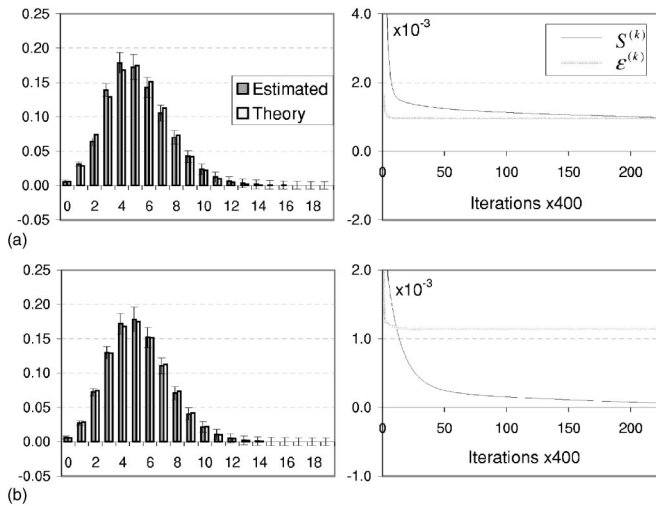 0.25
0.20
0.15
0.10
0.05
0.00
-0.05
0 2 4 6 8 10 12 14 16 18
Estimated
Theory
4.0
2.0
0.0
-2.0
x10⁻³
S⁽ᵏ⁾
ε⁽ᵏ⁾
50 100 150 200
Iterations x400
(a)
0.25
0.20
0.15
0.10
0.05
0.00
-0.05
0 2 4 6 8 10 12 14 16 18
2.0
1.0
0.0
-1.0
x10⁻³
50 100 150 200
Iterations x400
(b)